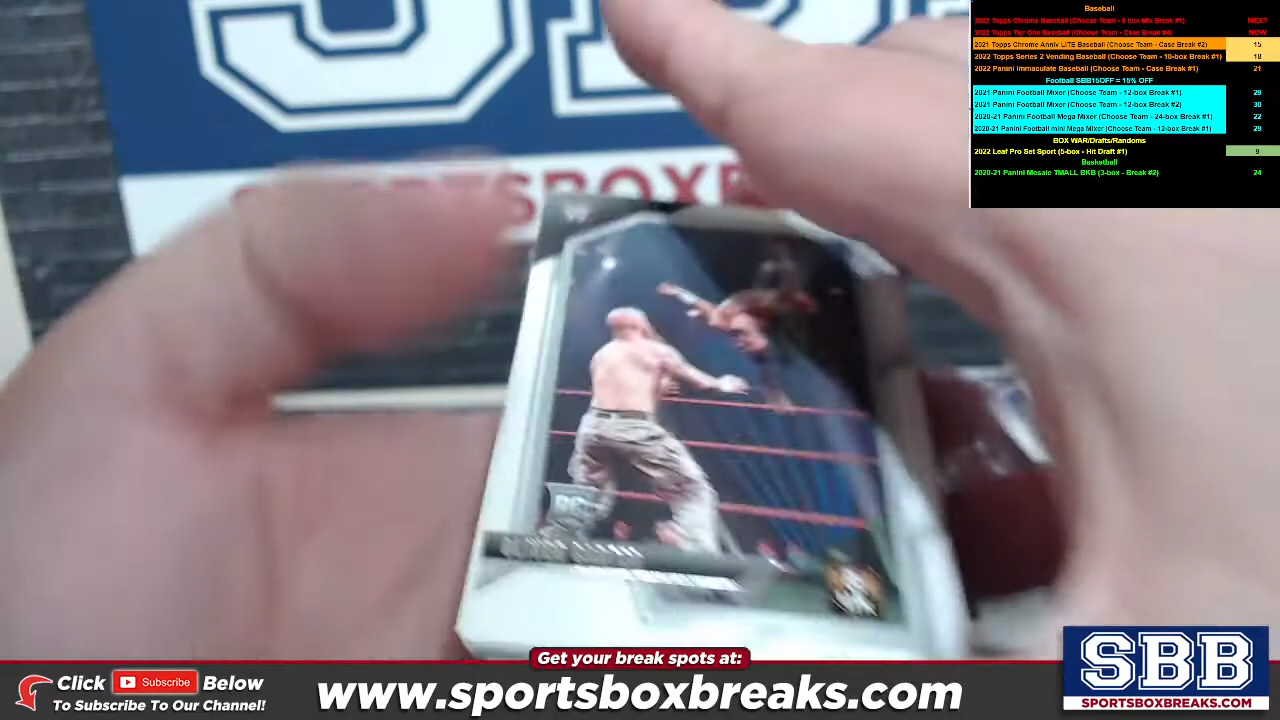 Baseball
2022 Topps Chrome Baseball (Choose Team - 6 box Mix Break #1) NEXT
2022 Topps Tier One Baseball (Choose Team - Case Break #4) NOW
2021 Topps Chrome Anniv LITE Baseball (Choose Team - Case Break #2) 15
2022 Topps Series 2 Vending Baseball (Choose Team - 10-box Break #1) 18
2022 Panini Immaculate Baseball (Choose Team - Case Break #1) 21
Football SBB15OFF = 15% OFF
2021 Panini Football Mixer (Choose Team - 12-box Break #1) 29
2021 Panini Football Mixer (Choose Team - 12-box Break #2) 30
2020-21 Panini Football Mega Mixer (Choose Team - 24-box Break #1) 22
2020-21 Panini Football mini Mega Mixer (Choose Team - 12-box Break #1) 29
BOX WAR/Drafts/Randoms
2022 Leaf Pro Set Sport (5-box - Hit Draft #1) 9
Basketball
2020-21 Panini Mosaic TMALL BKB (3-box - Break #2) 24
Get your break spots at:
Click Subscribe Below
To Subscribe To Our Channel!
www.sportsboxbreaks.com
SBB
SPORTSBOXBREAKS.COM